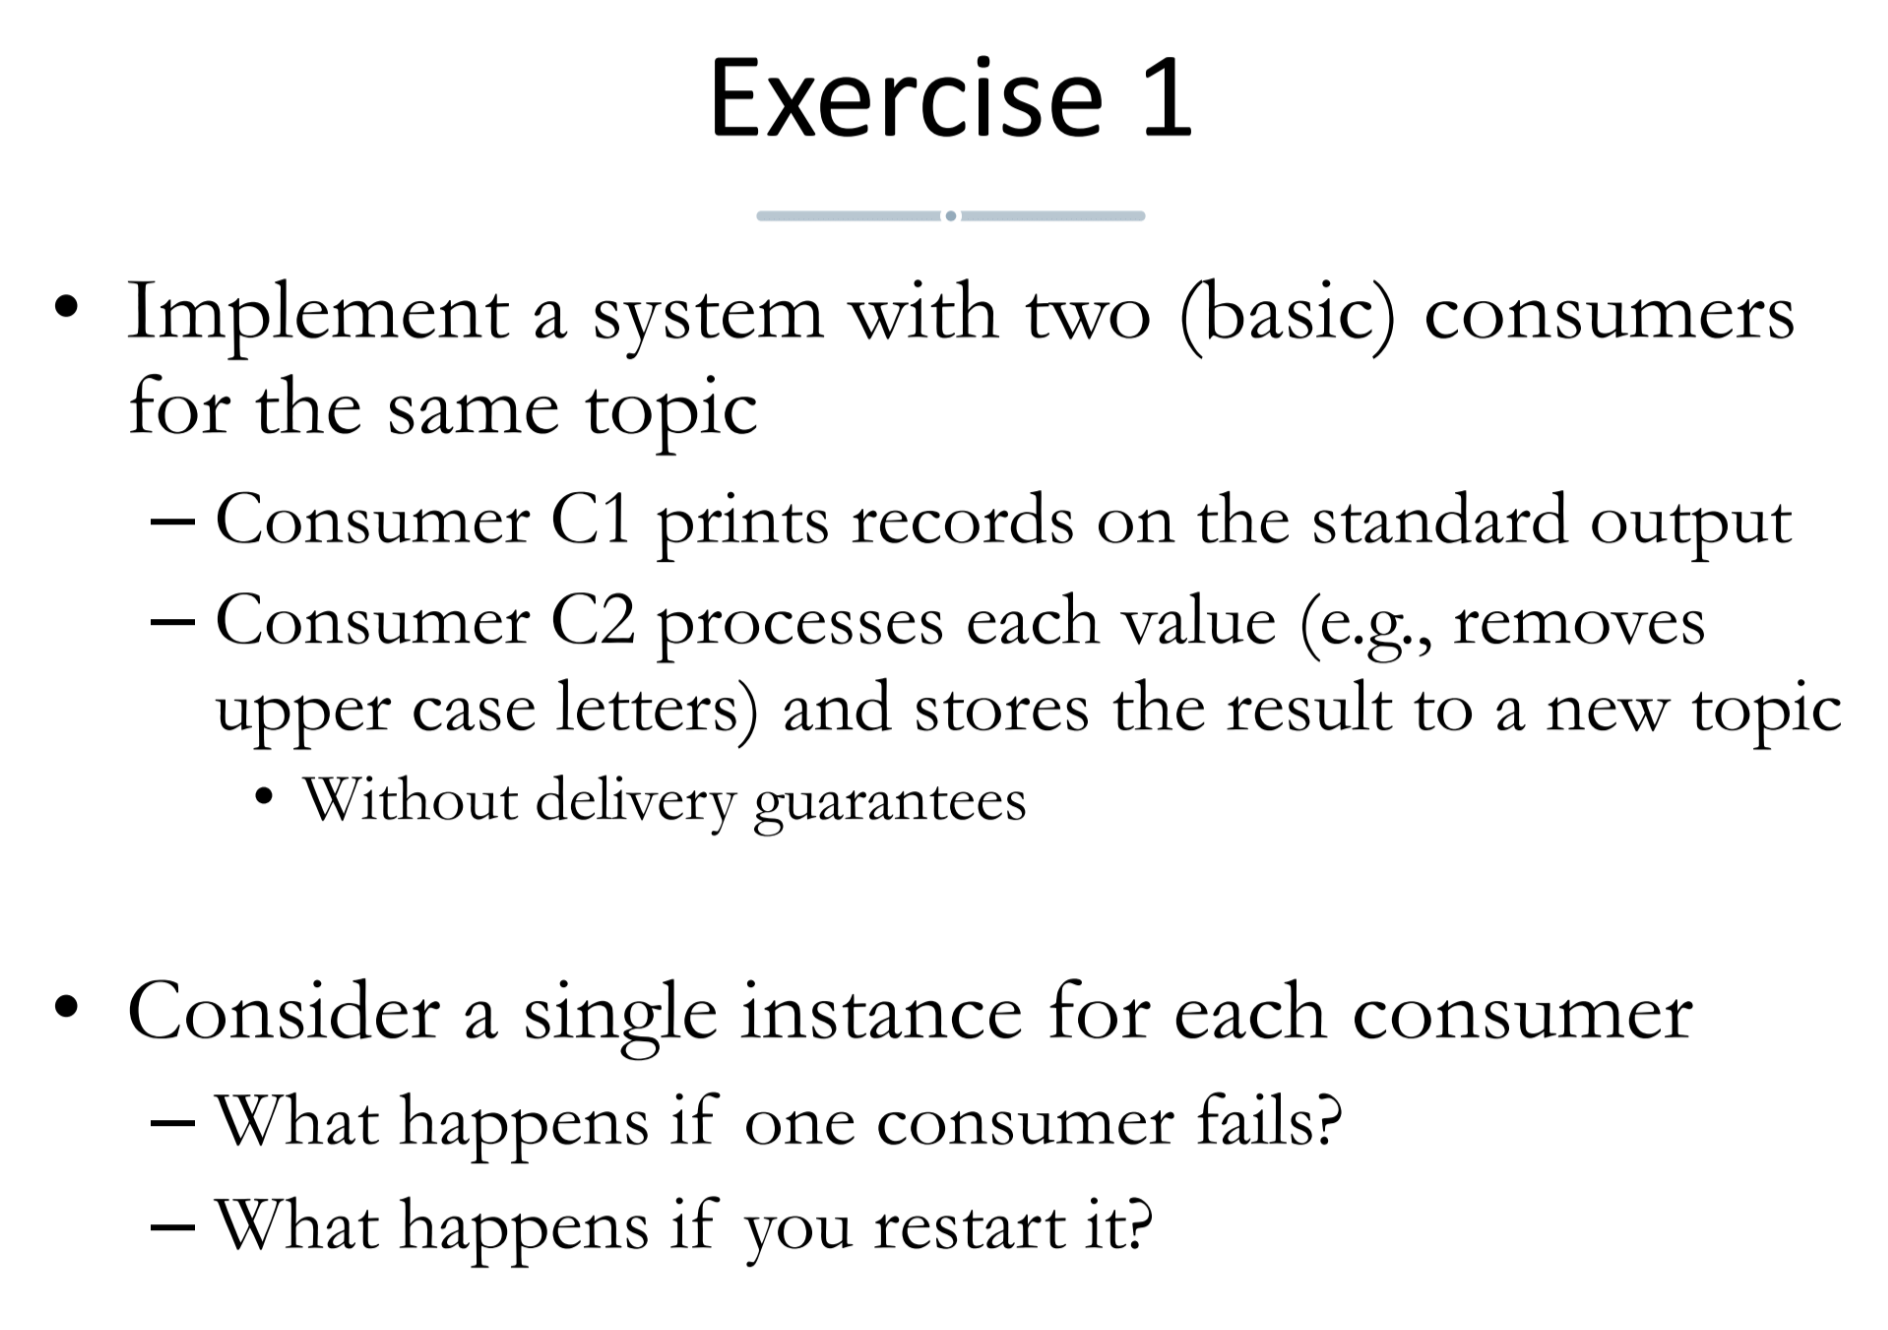 Exercise 1
• Implement a system with two (basic) consumers
for the same topic
– Consumer C1 prints records on the standard output
– Consumer C2 processes each value (e.g., removes
upper case letters) and stores the result to a new topic
• Without delivery guarantees
• Consider a single instance for each consumer
– What happens if one consumer fails?
– What happens if you restart it?